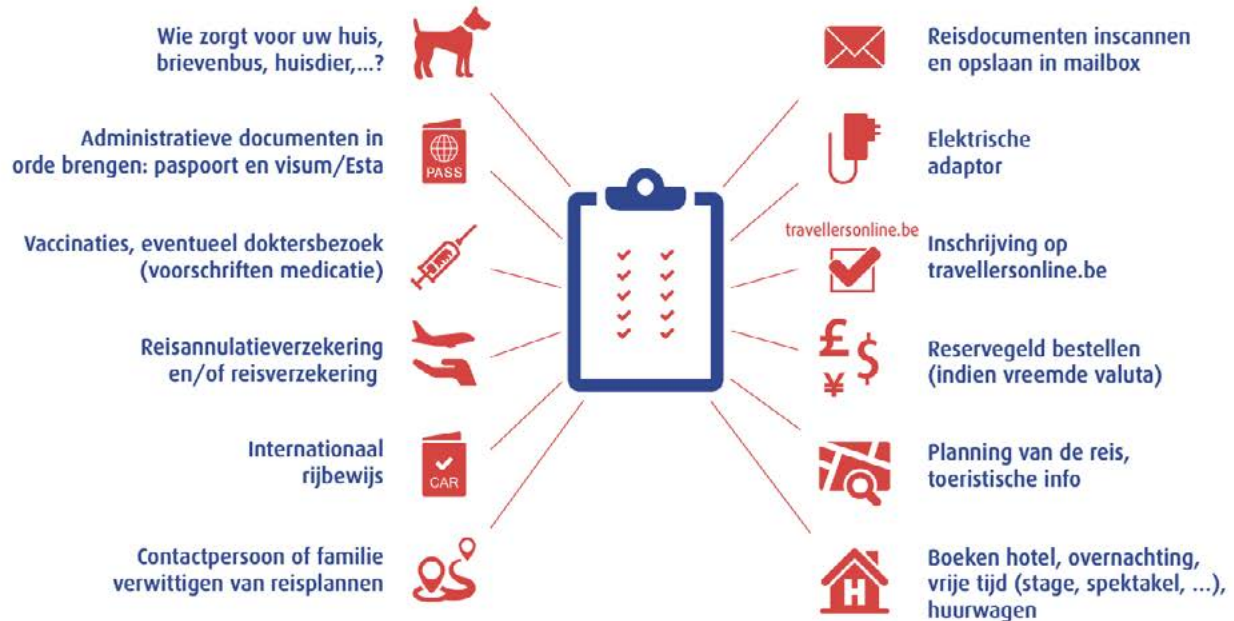 Wie zorgt voor uw huis,
brievenbus, huisdier,...?
Administratieve documenten in
orde brengen: paspoort en visum/Esta
PASS
Vaccinaties, eventueel doktersbezoek
(voorschriften medicatie)
Reisannulatieverzekering
en/of reisverzekering
Internationaal
rijbewijs
CAR
Contactpersoon of familie
verwittigen van reisplannen
Reisdocumenten inscannen
en opslaan in mailbox
Elektrische
adaptor
travellersonline.be
Inschrijving op
travellersonline.be
£ $
¥
Reservegeld bestellen
(indien vreemde valuta)
Planning van de reis,
toeristische info
H
Boeken hotel, overnachting,
vrije tijd (stage, spektakel, ...),
huurwagen